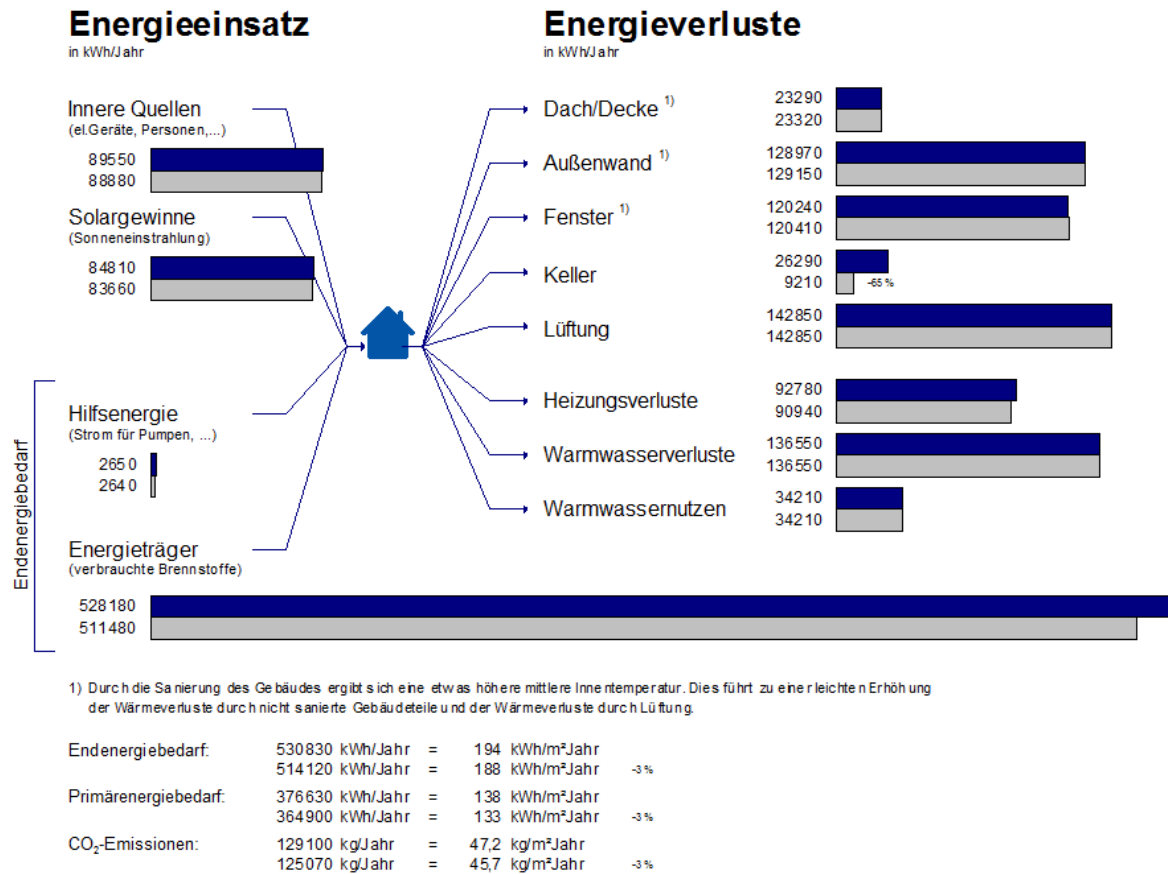 Energieeinsatz
in kWh/Jahr
Innere Quellen
(el.Geräte, Personen,...)
89550
88880
Solargewinne
(Sonneneinstrahlung)
84810
83660
Endenergiebedarf
Hilfsenergie
(Strom für Pumpen, ...)
2650
2640
Energieträger
(verbrauchte Brennstoffe)
528180
511480
Energieverluste
in kWh/Jahr
Dach/Decke 1)
23290
23320
Außenwand 1)
128970
129150
Fenster 1)
120240
120410
Keller
26290
9210 -65 %
Lüftung
142850
142850
Heizungsverluste
92780
90940
Warmwasserverluste
136550
136550
Warmwassernutzen
34210
34210
1) Durch die Sanierung des Gebäudes ergibt sich eine etwas höhere mittlere Innentemperatur. Dies führt zu einer leichten Erhöhung
der Wärmeverluste durch nicht sanierte Gebäudeteile und der Wärmeverluste durch Lüftung.
Endenergiebedarf: 530830 kWh/Jahr = 194 kWh/m²Jahr
514120 kWh/Jahr = 188 kWh/m²Jahr -3 %
Primärenergiebedarf: 376630 kWh/Jahr = 138 kWh/m²Jahr
364900 kWh/Jahr = 133 kWh/m²Jahr -3 %
CO₂-Emissionen: 129100 kg/Jahr = 47,2 kg/m²Jahr
125070 kg/Jahr = 45,7 kg/m²Jahr -3 %